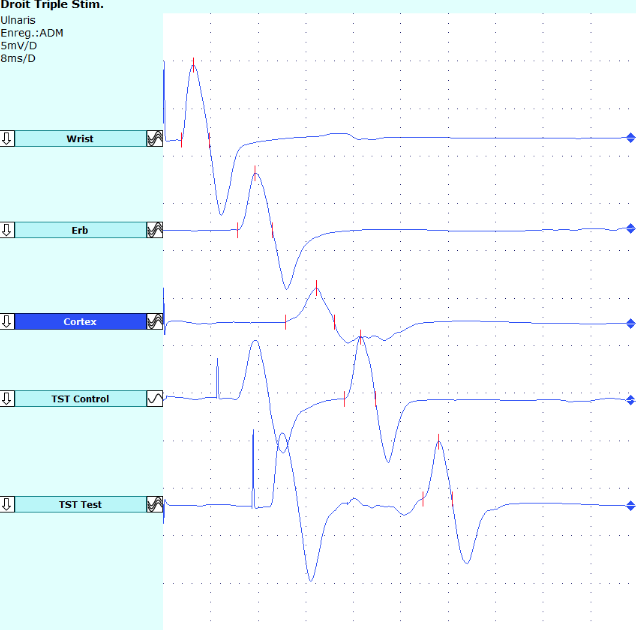 Droit Triple Stim.
Ulnaris
Enreg.:ADM
5mV/D
8ms/D
Wrist
Erb
Cortex
TST Control
TST Test